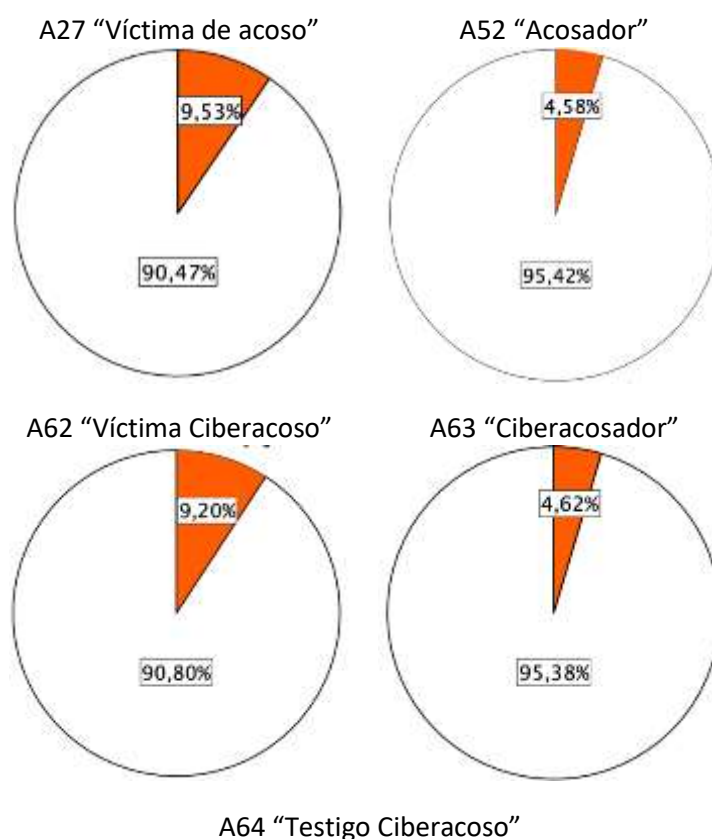 A27 “Víctima de acoso”
A52 “Acosador”
9,53%
4,58%
90,47%
95,42%
A62 “Víctima Ciberacoso”
A63 “Ciberacosador”
9,20%
4,62%
90,80%
95,38%
A64 “Testigo Ciberacoso”